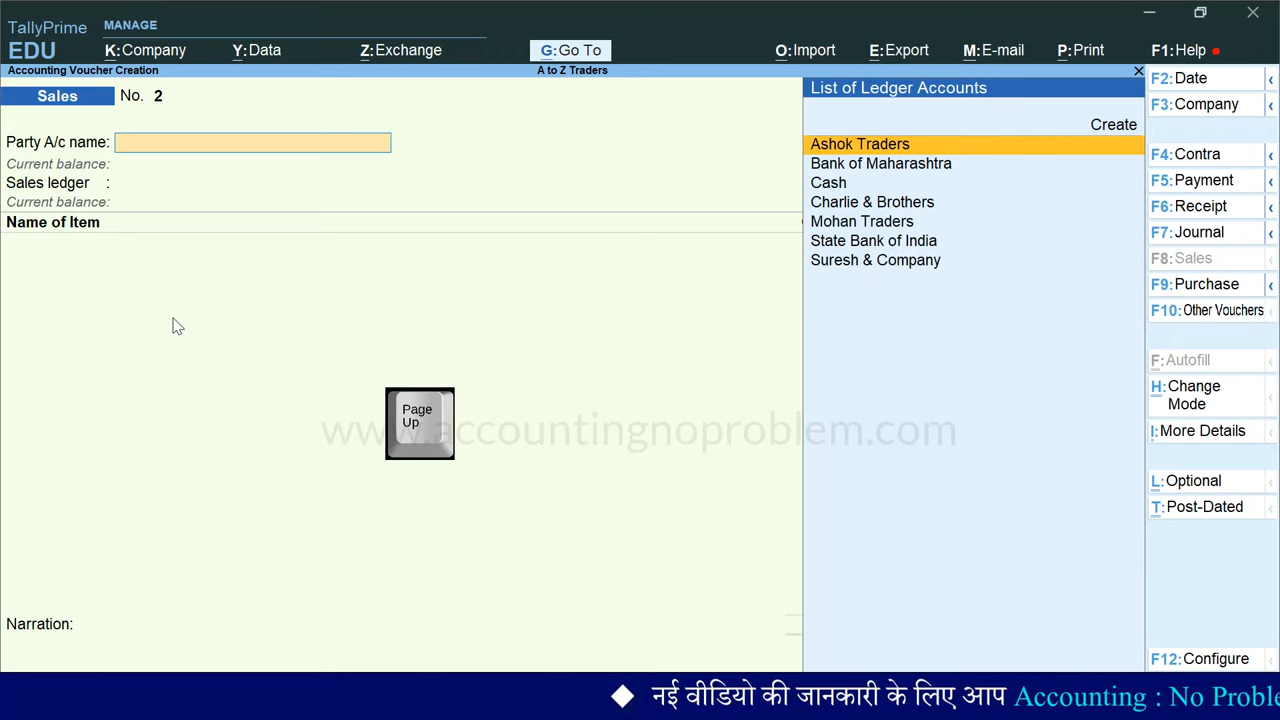 TallyPrime
MANAGE
EDU
K:Company
Y:Data
Z:Exchange
G:Go To
O:Import
E:Export
M:E-mail
P:Print
F1:Help
Accounting Voucher Creation
A to Z Traders
Sales
No. 2
Party A/c name:
Current balance:
Sales ledger :
Current balance:
Name of Item
Narration:
Page
Up
www.accountingnoproblem.com
List of Ledger Accounts
Create
Ashok Traders
Bank of Maharashtra
Cash
Charlie & Brothers
Mohan Traders
State Bank of India
Suresh & Company
F2:Date
F3:Company
F4:Contra
F5:Payment
F6:Receipt
F7:Journal
F8:Sales
F9:Purchase
F10:Other Vouchers
F:Autofill
H:Change
Mode
I:More Details
L:Optional
T:Post-Dated
F12:Configure
◆ नई वीडियो की जानकारी के लिए आप Accounting : No Proble